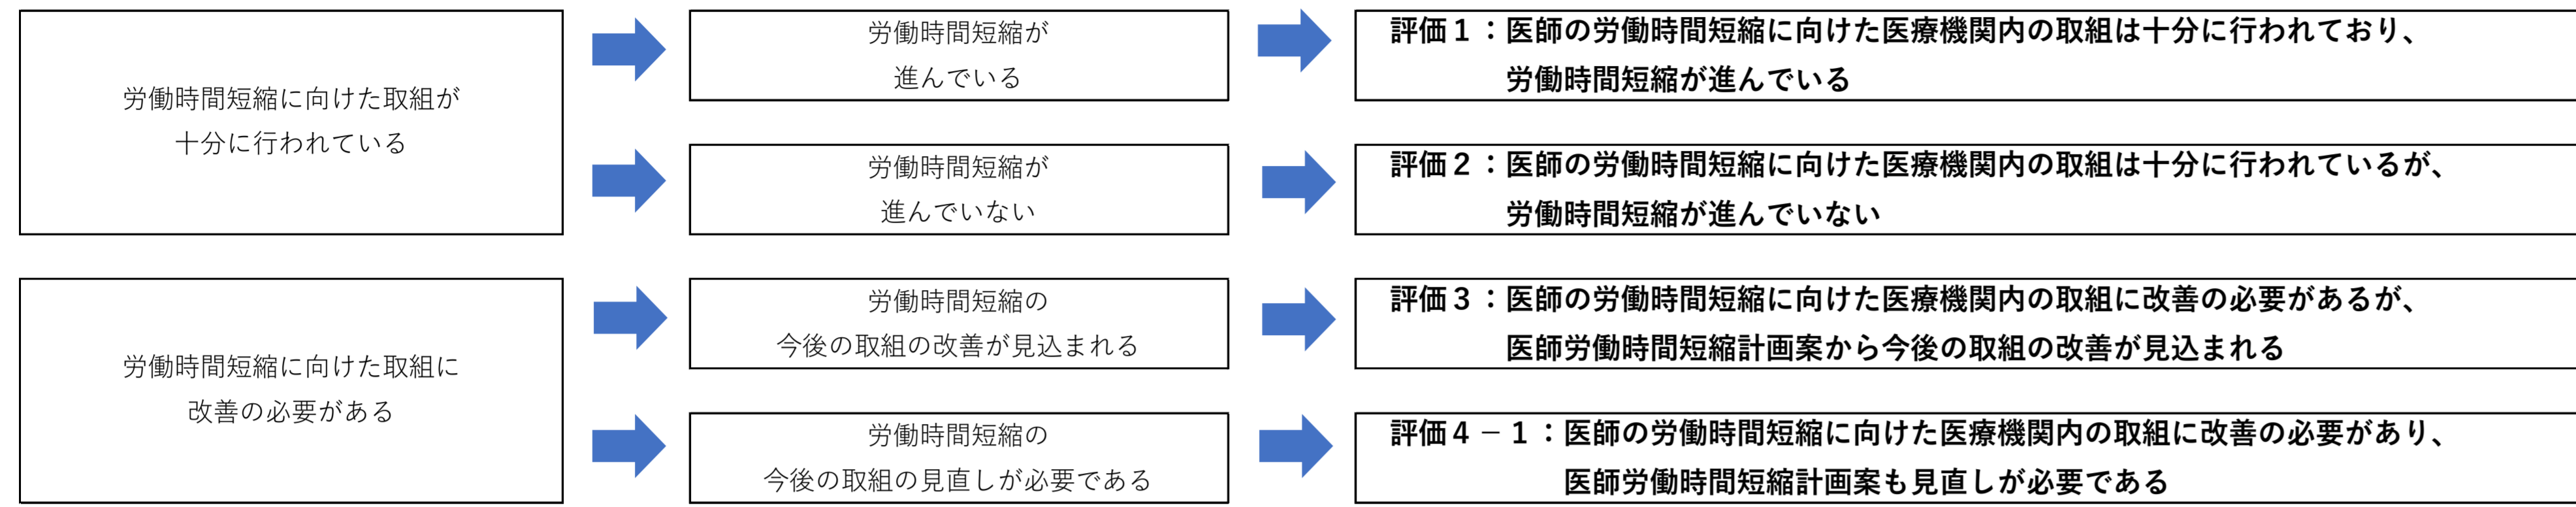 労働時間短縮に向けた取組が
十分に行われている
労働時間短縮が
進んでいる
評価１：医師の労働時間短縮に向けた医療機関内の取組は十分に行われており、
労働時間短縮が進んでいる
労働時間短縮が
進んでいない
評価２：医師の労働時間短縮に向けた医療機関内の取組は十分に行われているが、
労働時間短縮が進んでいない
労働時間短縮に向けた取組に
改善の必要がある
労働時間短縮の
今後の取組の改善が見込まれる
評価３：医師の労働時間短縮に向けた医療機関内の取組に改善の必要があるが、
医師労働時間短縮計画案から今後の取組の改善が見込まれる
労働時間短縮の
今後の取組の見直しが必要である
評価４－１：医師の労働時間短縮に向けた医療機関内の取組に改善の必要があり、
医師労働時間短縮計画案も見直しが必要である